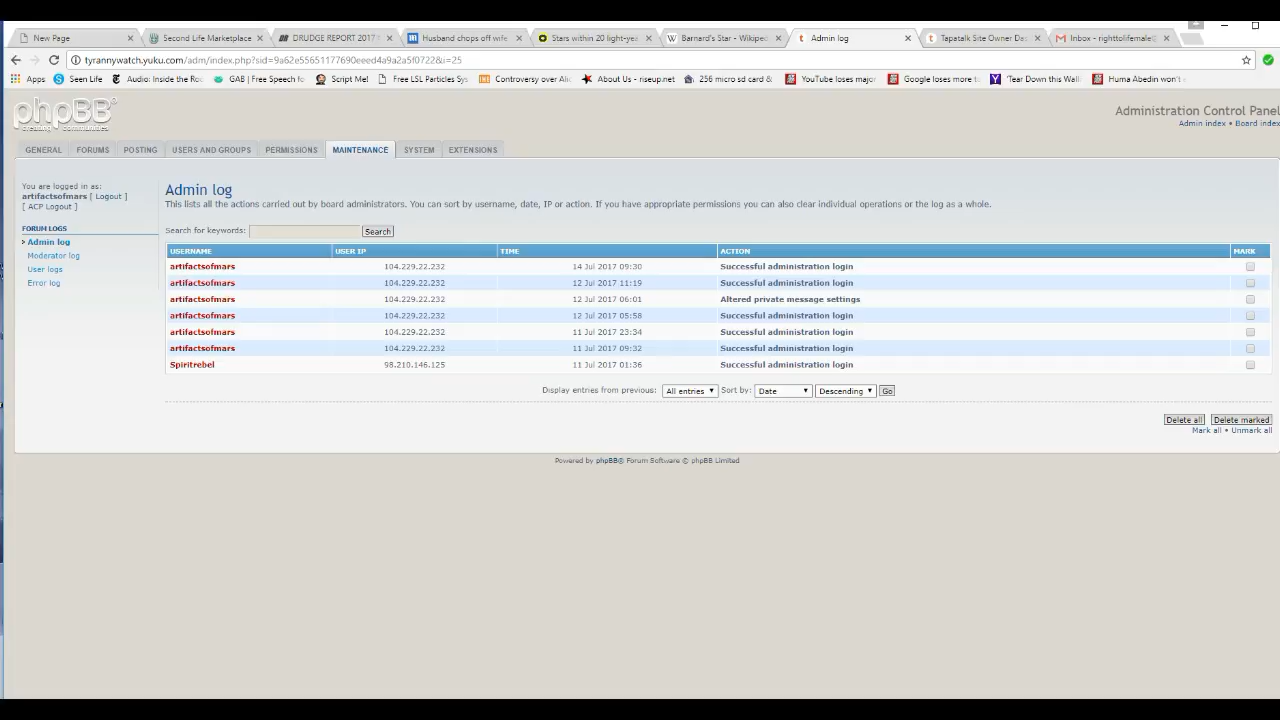 New Page
Second Life Marketplace
DRUDGE REPORT 2017
Husband chops off wife
Stars within 20 light-yea
Barnard's Star - Wikiped
Admin log
Tapatalk Site Owner Da
Inbox - righttolifemale@
tyrannywatch.yuku.com/adm/index.php?sid=9a62e55651177690eeed4a9a2a5f0722&i=25
Apps
Seen Life
Audio: Inside the Ro
GAB | Free Speech fo
Script Me!
Free LSL Particles Sys
Controversy over Ali
About Us - riseup.net
256 micro sd card &
YouTube loses major
Google loses more
'Tear Down this Wall
Huma Abedin won't
phpBB
creating communities
Administration Control Panel
Admin index • Board index
GENERAL
FORUMS
POSTING
USERS AND GROUPS
PERMISSIONS
MAINTENANCE
SYSTEM
EXTENSIONS
You are logged in as:
artifactsofmars [ Logout ]
[ ACP Logout ]
FORUM LOGS
Admin log
Moderator log
User logs
Error log
Admin log
This lists all the actions carried out by board administrators. You can sort by username, date, IP or action. If you have appropriate permissions you can also clear individual operations or the log as a whole.
Search for keywords:
Search
USERNAME USER IP TIME ACTION MARK
artifactsofmars 104.229.22.232 14 Jul 2017 09:30 Successful administration login
artifactsofmars 104.229.22.232 12 Jul 2017 11:19 Successful administration login
artifactsofmars 104.229.22.232 12 Jul 2017 06:01 Altered private message settings
artifactsofmars 104.229.22.232 12 Jul 2017 05:58 Successful administration login
artifactsofmars 104.229.22.232 11 Jul 2017 23:34 Successful administration login
artifactsofmars 104.229.22.232 11 Jul 2017 09:32 Successful administration login
Spiritrebel 98.210.146.125 11 Jul 2017 01:36 Successful administration login
Display entries from previous: All entries Sort by: Date Descending Go
Delete all Delete marked
Mark all • Unmark all
Powered by phpBB® Forum Software © phpBB Limited